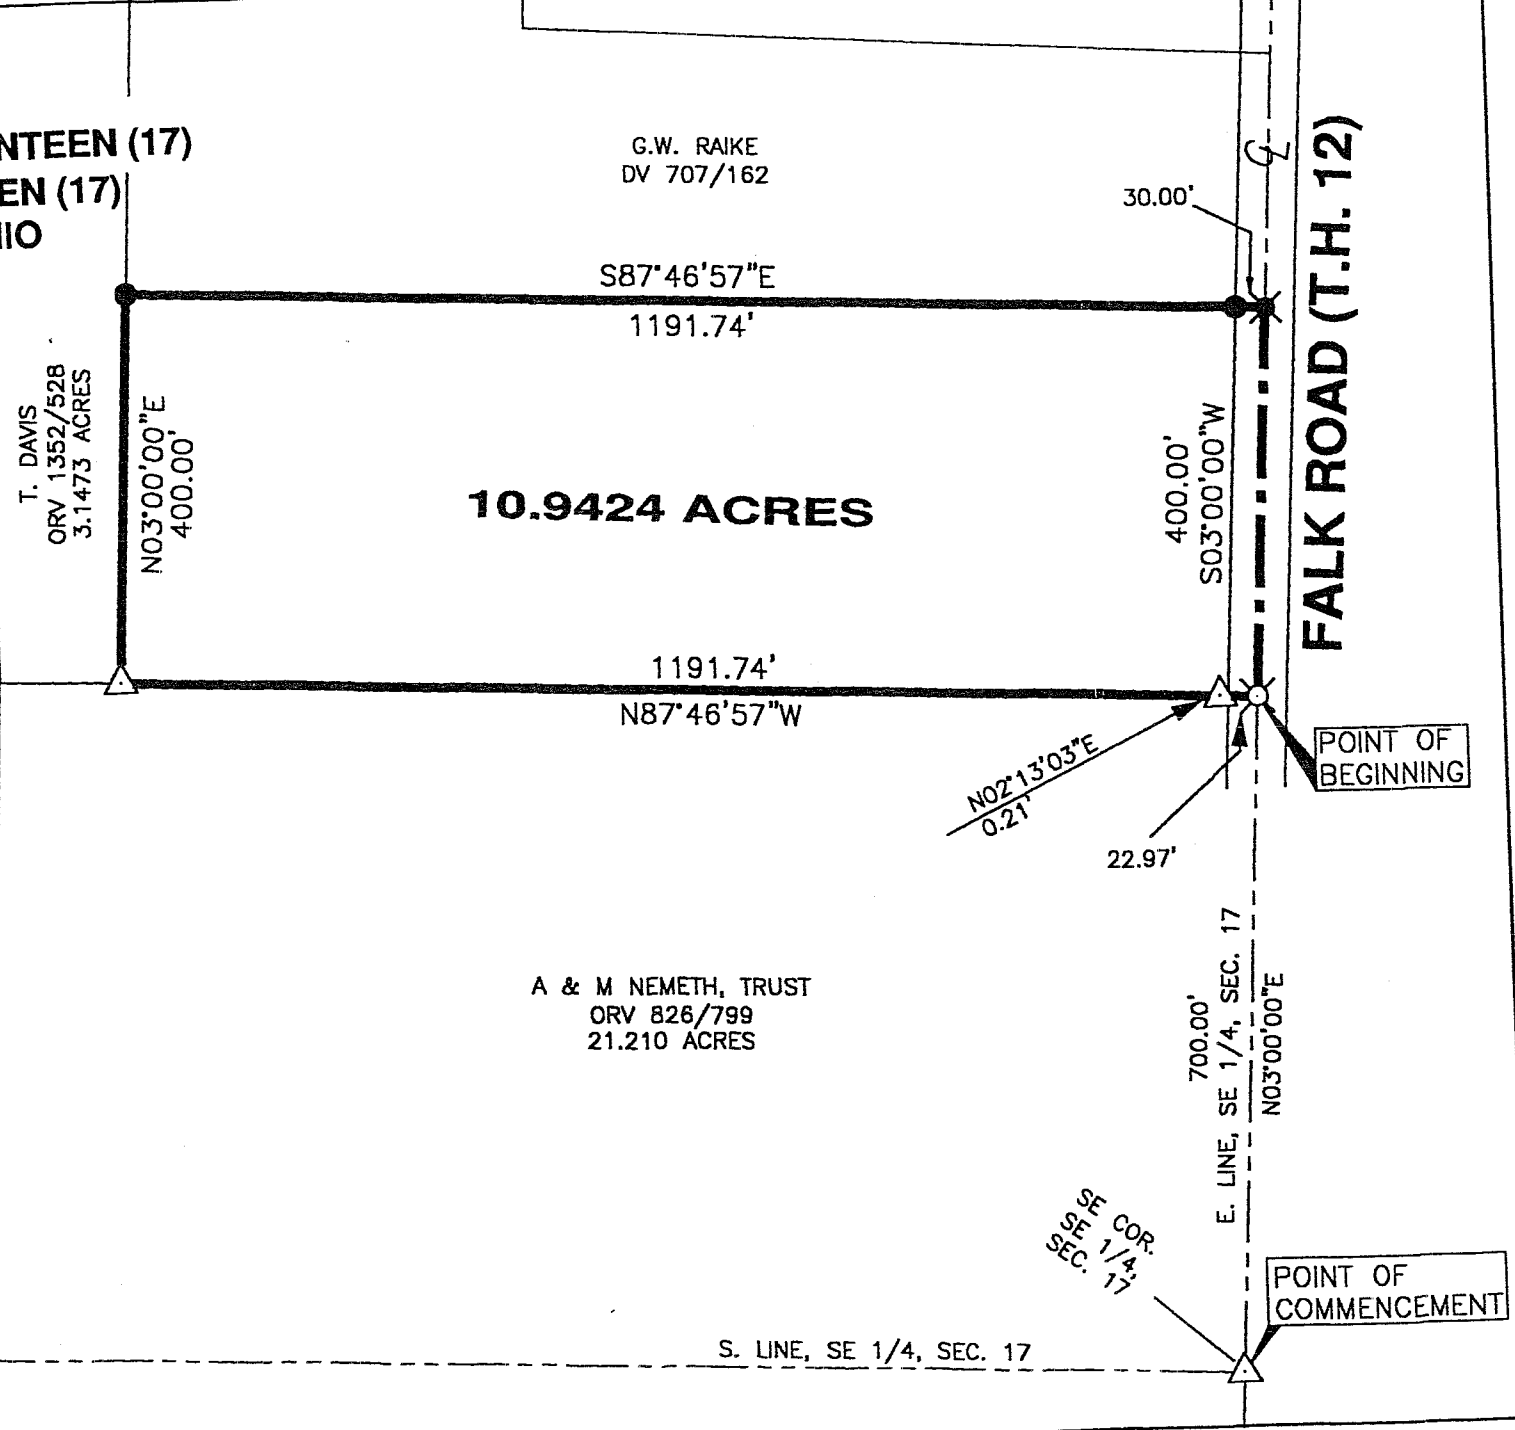 NTEEN (17)
EN (17)
HIO
G.W. RAIKE
DV 707/162
30.00'
CL
FALK ROAD (T.H. 12)
S87°46'57"E
1191.74'
T. DAVIS
ORV 1352/528
3.1473 ACRES
N03°00'00"E
400.00'
10.9424 ACRES
400.00'
S03°00'00"W
1191.74'
N87°46'57"W
N02°13'03"E
0.21'
22.97'
POINT OF
BEGINNING
A & M NEMETH, TRUST
ORV 826/799
21.210 ACRES
700.00'
E. LINE, SE 1/4, SEC. 17
N03°00'00"E
SE COR.
SE 1/4,
SEC. 17
POINT OF
COMMENCEMENT
S. LINE, SE 1/4, SEC. 17